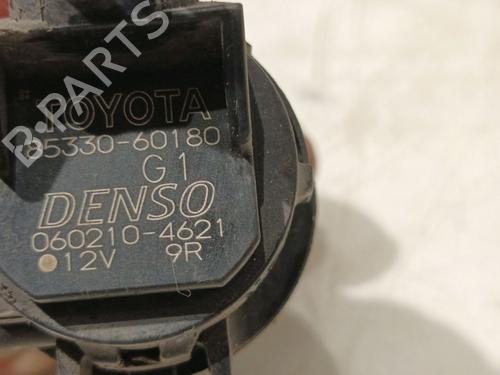 B-PARTS
TOYOTA
85330-60180
G1
DENSO
060210-4621
12V 9R